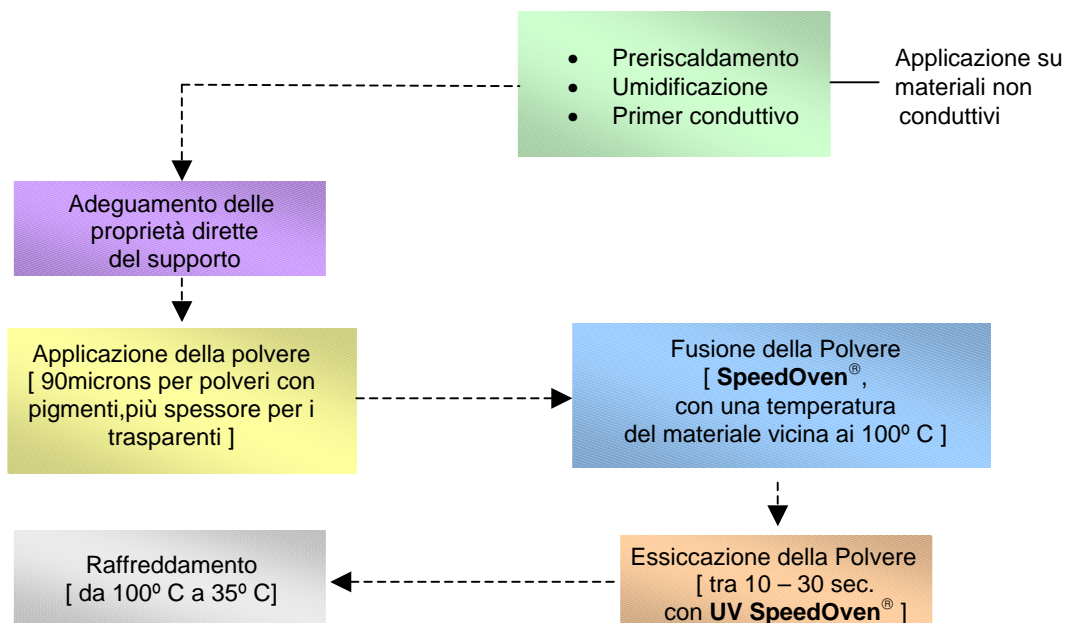 • Preriscaldamento
• Umidificazione
• Primer conduttivo
Applicazione su
materiali non
conduttivi
Adeguamento delle
proprietà dirette
del supporto
Applicazione della polvere
[ 90microns per polveri con
pigmenti,più spessore per i
trasparenti ]
Fusione della Polvere
[ SpeedOven®,
con una temperatura
del materiale vicina ai 100º C ]
Essiccazione della Polvere
[ tra 10 – 30 sec.
con UV SpeedOven® ]
Raffreddamento
[ da 100º C a 35º C]